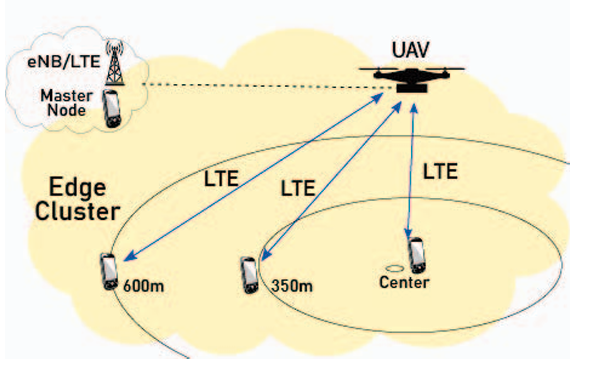 eNB/LTE
Master
Node
UAV
LTE
LTE
LTE
Edge
Cluster
600m
350m
Center